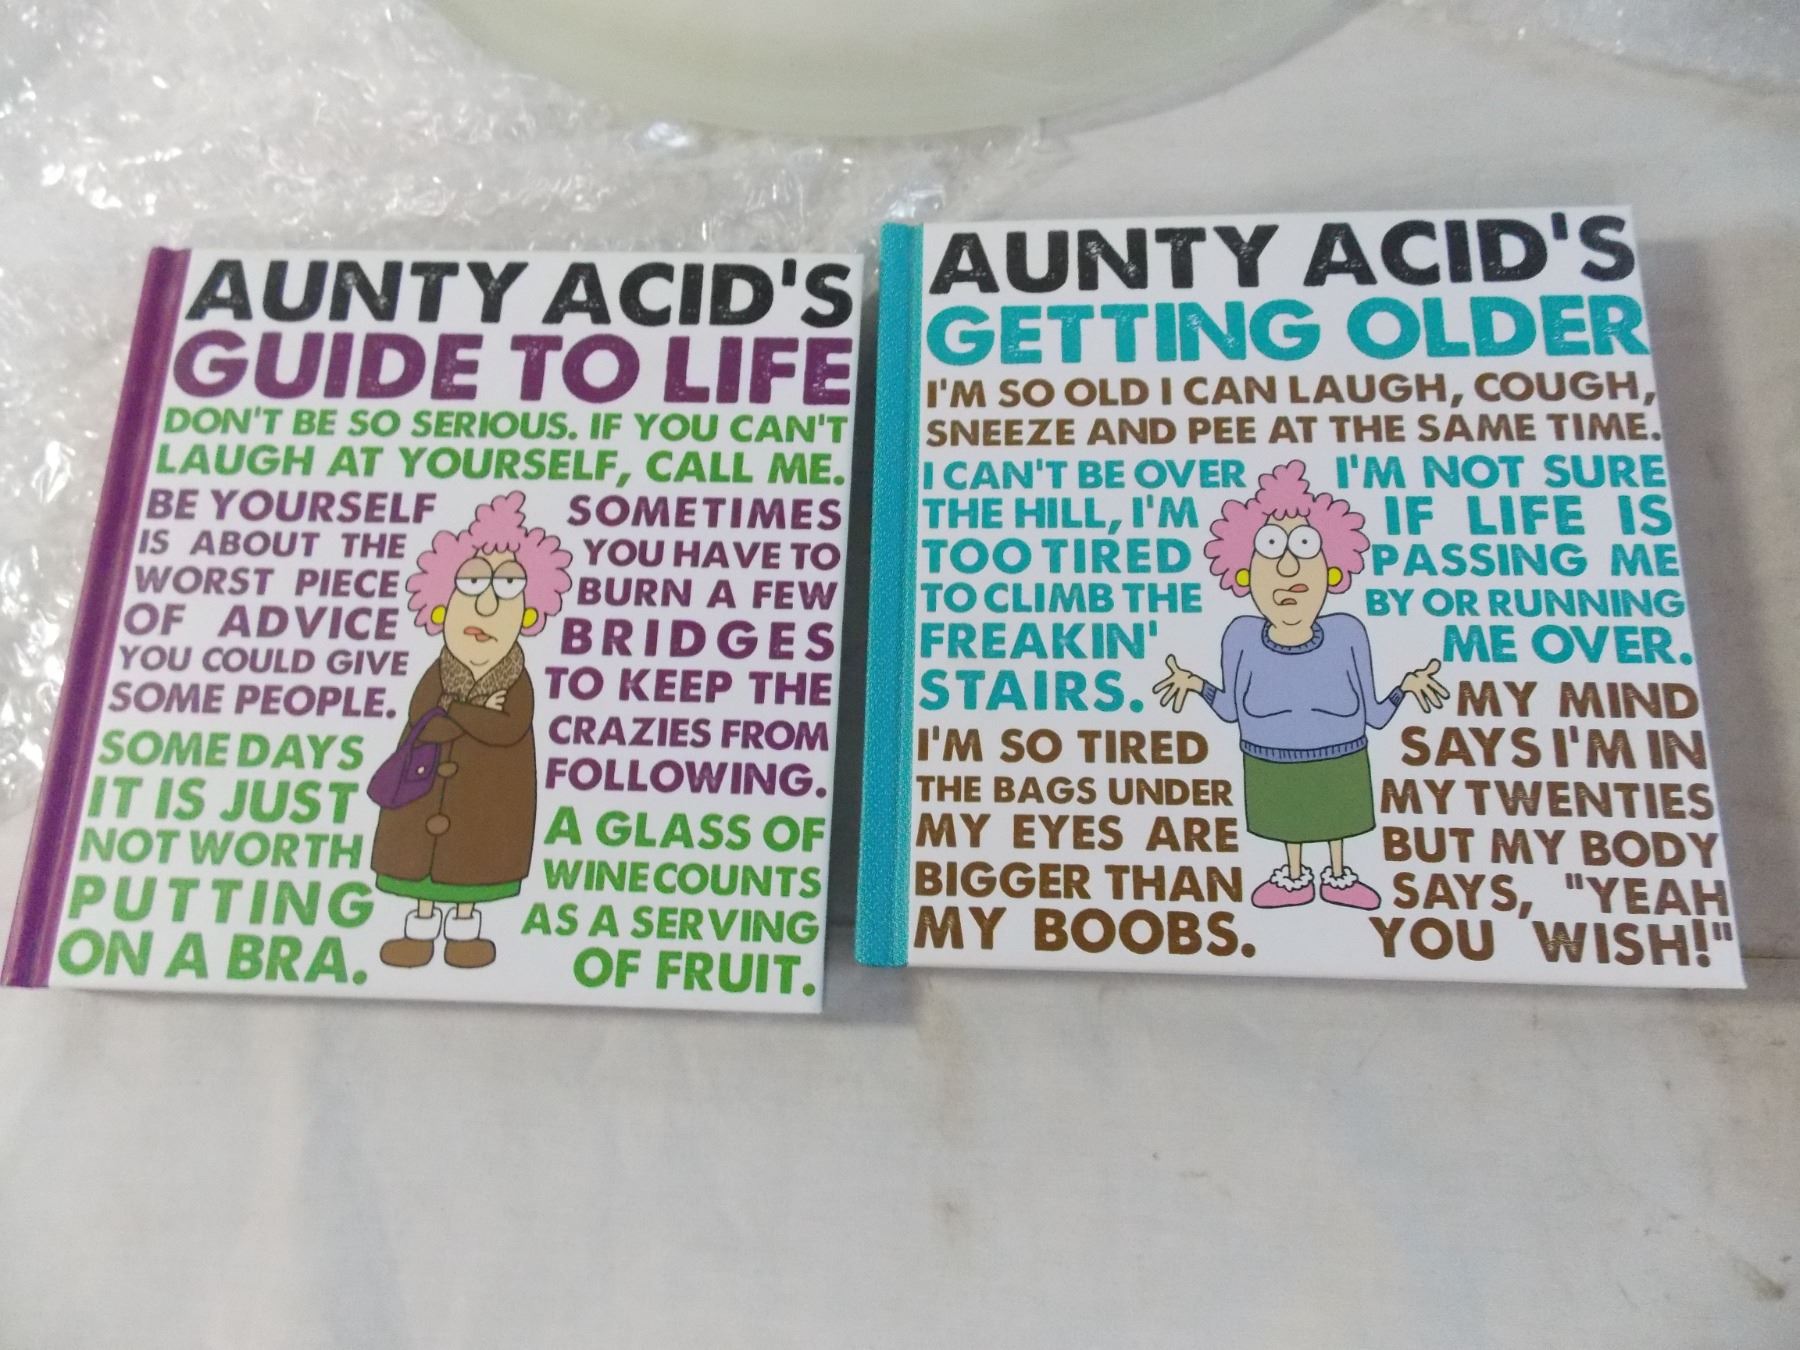 AUNTY ACID'S
GUIDE TO LIFE
DON'T BE SO SERIOUS. IF YOU CAN'T
LAUGH AT YOURSELF, CALL ME.
BE YOURSELF
IS ABOUT THE
WORST PIECE
OF ADVICE
YOU COULD GIVE
SOME PEOPLE.
SOMETIMES
YOU HAVE TO
BURN A FEW
BRIDGES
TO KEEP THE
CRAZIES FROM
FOLLOWING.
SOME DAYS
IT IS JUST
NOT WORTH
PUTTING
ON A BRA.
A GLASS OF
WINE COUNTS
AS A SERVING
OF FRUIT.
AUNTY ACID'S
GETTING OLDER
I'M SO OLD I CAN LAUGH, COUGH,
SNEEZE AND PEE AT THE SAME TIME.
I CAN'T BE OVER
THE HILL, I'M
TOO TIRED
TO CLIMB THE
FREAKIN'
STAIRS.
I'M NOT SURE
IF LIFE IS
PASSING ME
BY OR RUNNING
ME OVER.
I'M SO TIRED
THE BAGS UNDER
MY EYES ARE
BIGGER THAN
MY BOOBS.
MY MIND
SAYS I'M IN
MY TWENTIES
BUT MY BODY
SAYS, "YEAH
YOU WISH!"